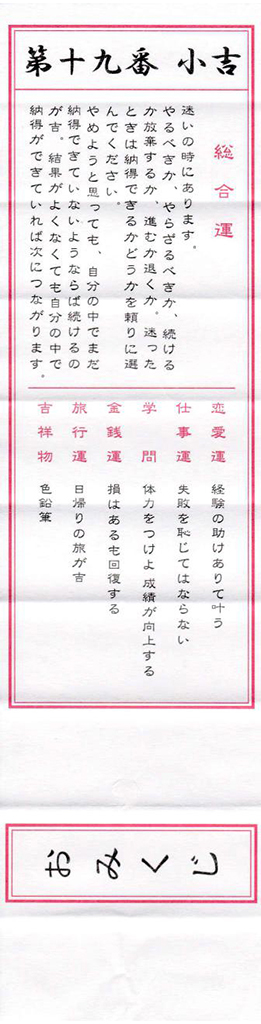 第十九番 小吉
総合運
迷いの時にあります。
やるべきか、やらざるべきか、続ける
か放棄するか、進むか退くか。迷った
ときは納得できるかどうかを頼りに選
んでください。
やめようと思っても、自分の中でまだ
納得できていないようならば続けるの
が吉。結果がよくなくても自分の中で
納得ができていれば次につながります。
恋愛運 経験の助けありて叶う
仕事運 失敗を恥じてはならない
学問 体力をつけよ成績が向上する
金銭運 損はあるも回復する
旅行運 日帰りの旅が吉
吉祥物 色鉛筆
おみくじ